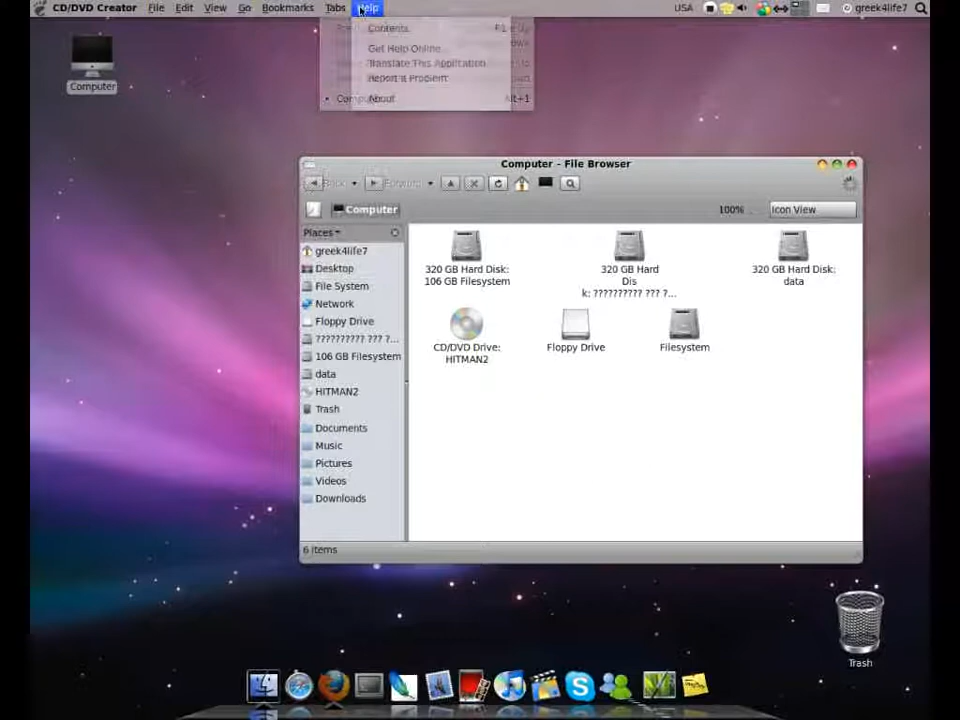 CD/DVD Creator File Edit View Go Bookmarks Tabs Help USA greek4life7
Contents F1
Get Help Online...
Translate This Application
Report a Problem
About Alt+1
Computer
Computer - File Browser
Back Forward
Computer 100% Icon View
Places
greek4life7
Desktop
File System
Network
Floppy Drive
?????????? ??? ?...
106 GB Filesystem
data
HITMAN2
Trash
Documents
Music
Pictures
Videos
Downloads
320 GB Hard Disk:
106 GB Filesystem
320 GB Hard
Dis
k: ?????????? ??? ?...
320 GB Hard Disk:
data
CD/DVD Drive:
HITMAN2
Floppy Drive
Filesystem
6 items
Trash